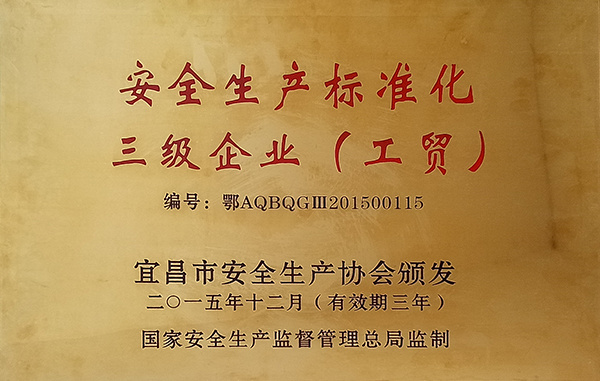 安全生产标准化
三级企业（工贸）
编号：鄂AQBQGⅢ201500115
宜昌市安全生产协会颁发
二〇一五年十二月（有效期三年）
国家安全生产监督管理总局监制